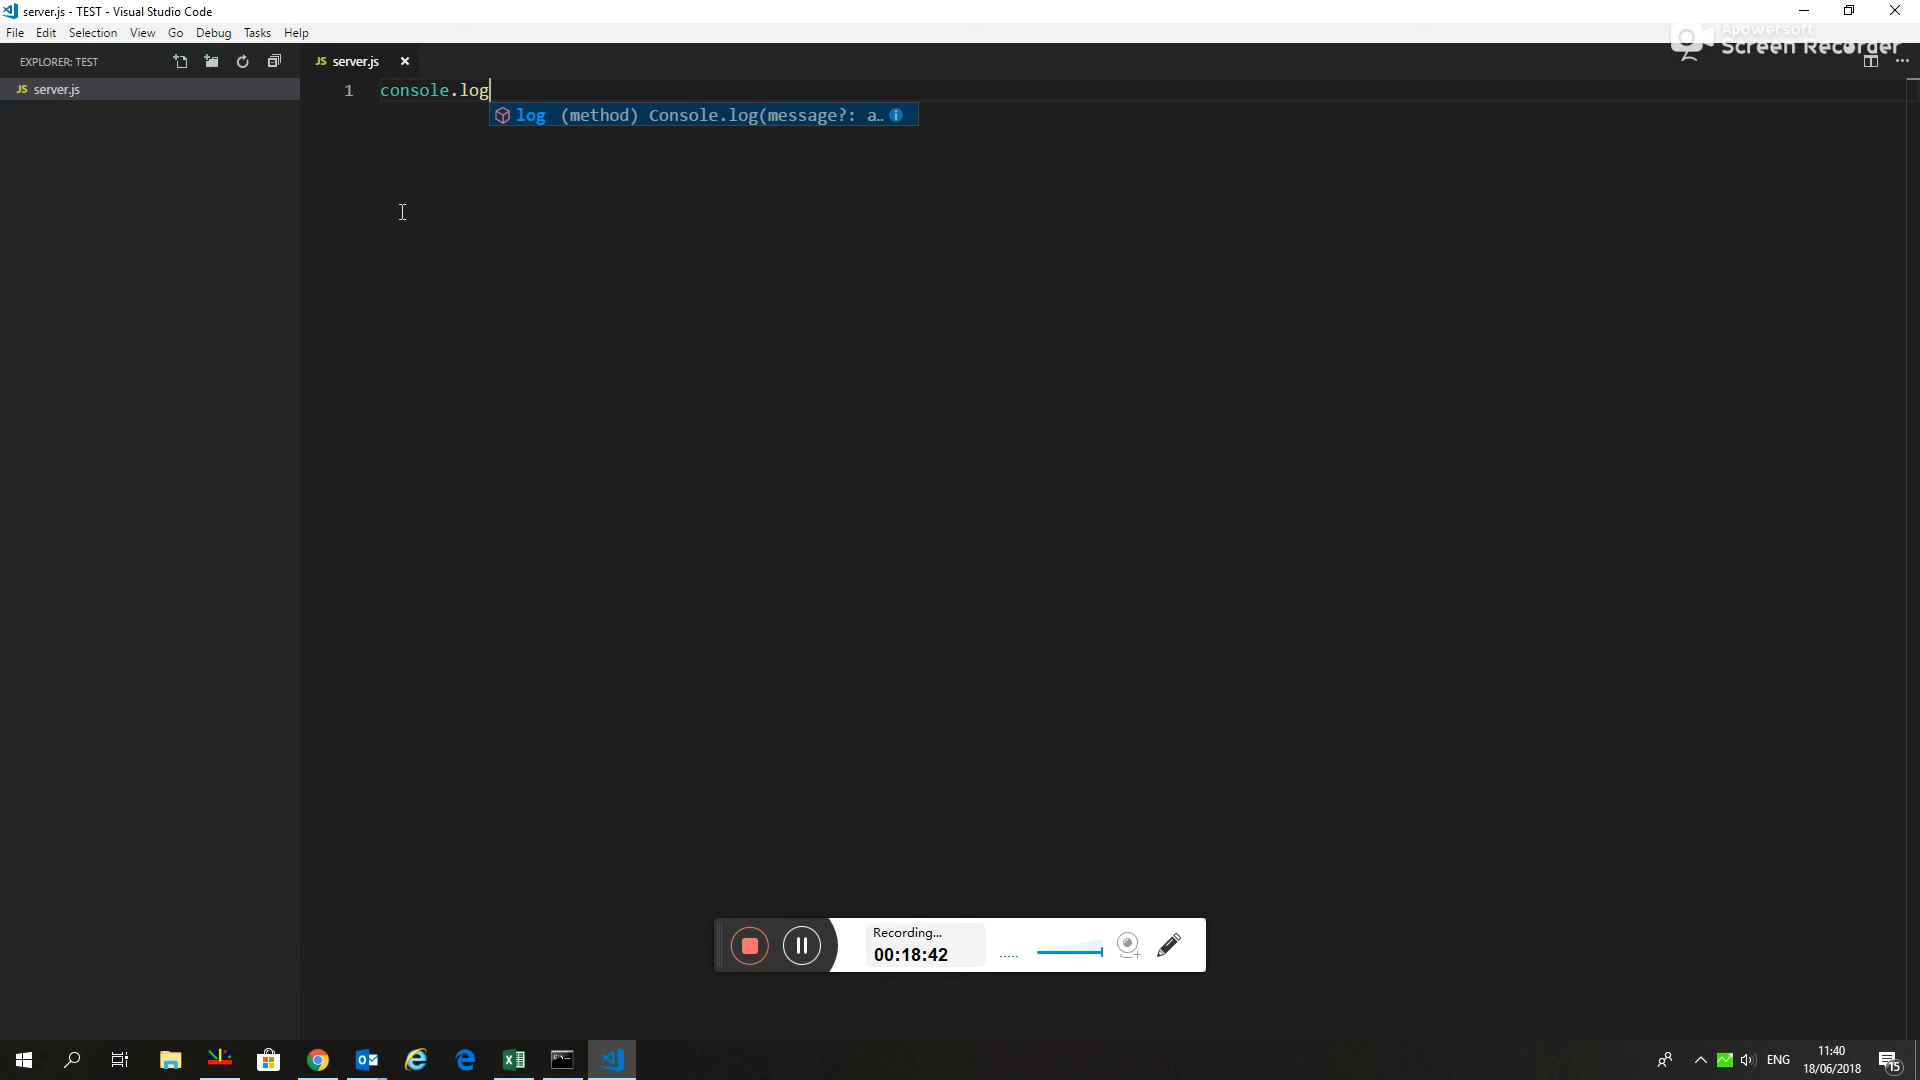 server.js - TEST - Visual Studio Code
File Edit Selection View Go Debug Tasks Help
Apowersoft
Screen Recorder
EXPLORER: TEST
JS server.js
JS server.js
1 console.log
log (method) Console.log(message?: a..
Recording...
00:18:42
ENG
11:40
18/06/2018
15